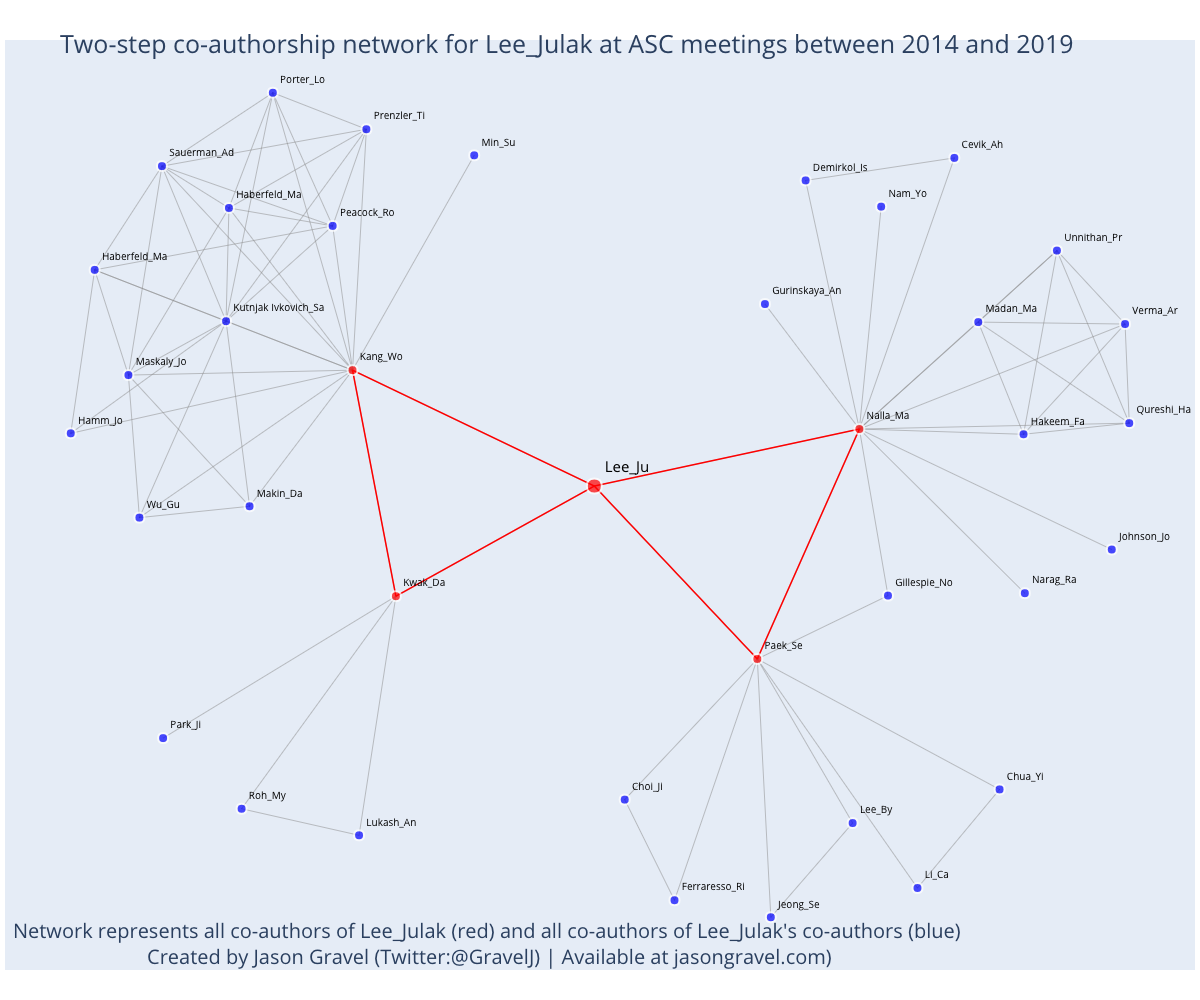 Two-step co-authorship network for Lee_Julak at ASC meetings between 2014 and 2019
Porter_Lo
Prenzler_Ti
Min_Su
Sauerman_Ad
Cevik_Ah
Demirkol_Is
Haberfeld_Ma
Nam_Yo
Peacock_Ro
Unnithan_Pr
Haberfeld_Ma
Gurinskaya_An
Kutnjak Ivkovich_Sa
Madan_Ma
Verma_Ar
Kang_Wo
Maskaly_Jo
Qureshi_Ha
Nalla_Ma
Hakeem_Fa
Hamm_Jo
Lee_Ju
Makin_Da
Wu_Gu
Johnson_Jo
Narag_Ra
Kwak_Da
Gillespie_No
Paek_Se
Park_Ji
Chua_Yi
Choi_Ji
Roh_My
Lee_By
Lukash_An
Li_Ca
Ferraresso_Ri
Jeong_Se
Network represents all co-authors of Lee_Julak (red) and all co-authors of Lee_Julak's co-authors (blue)
Created by Jason Gravel (Twitter:@GravelJ) | Available at jasongravel.com)